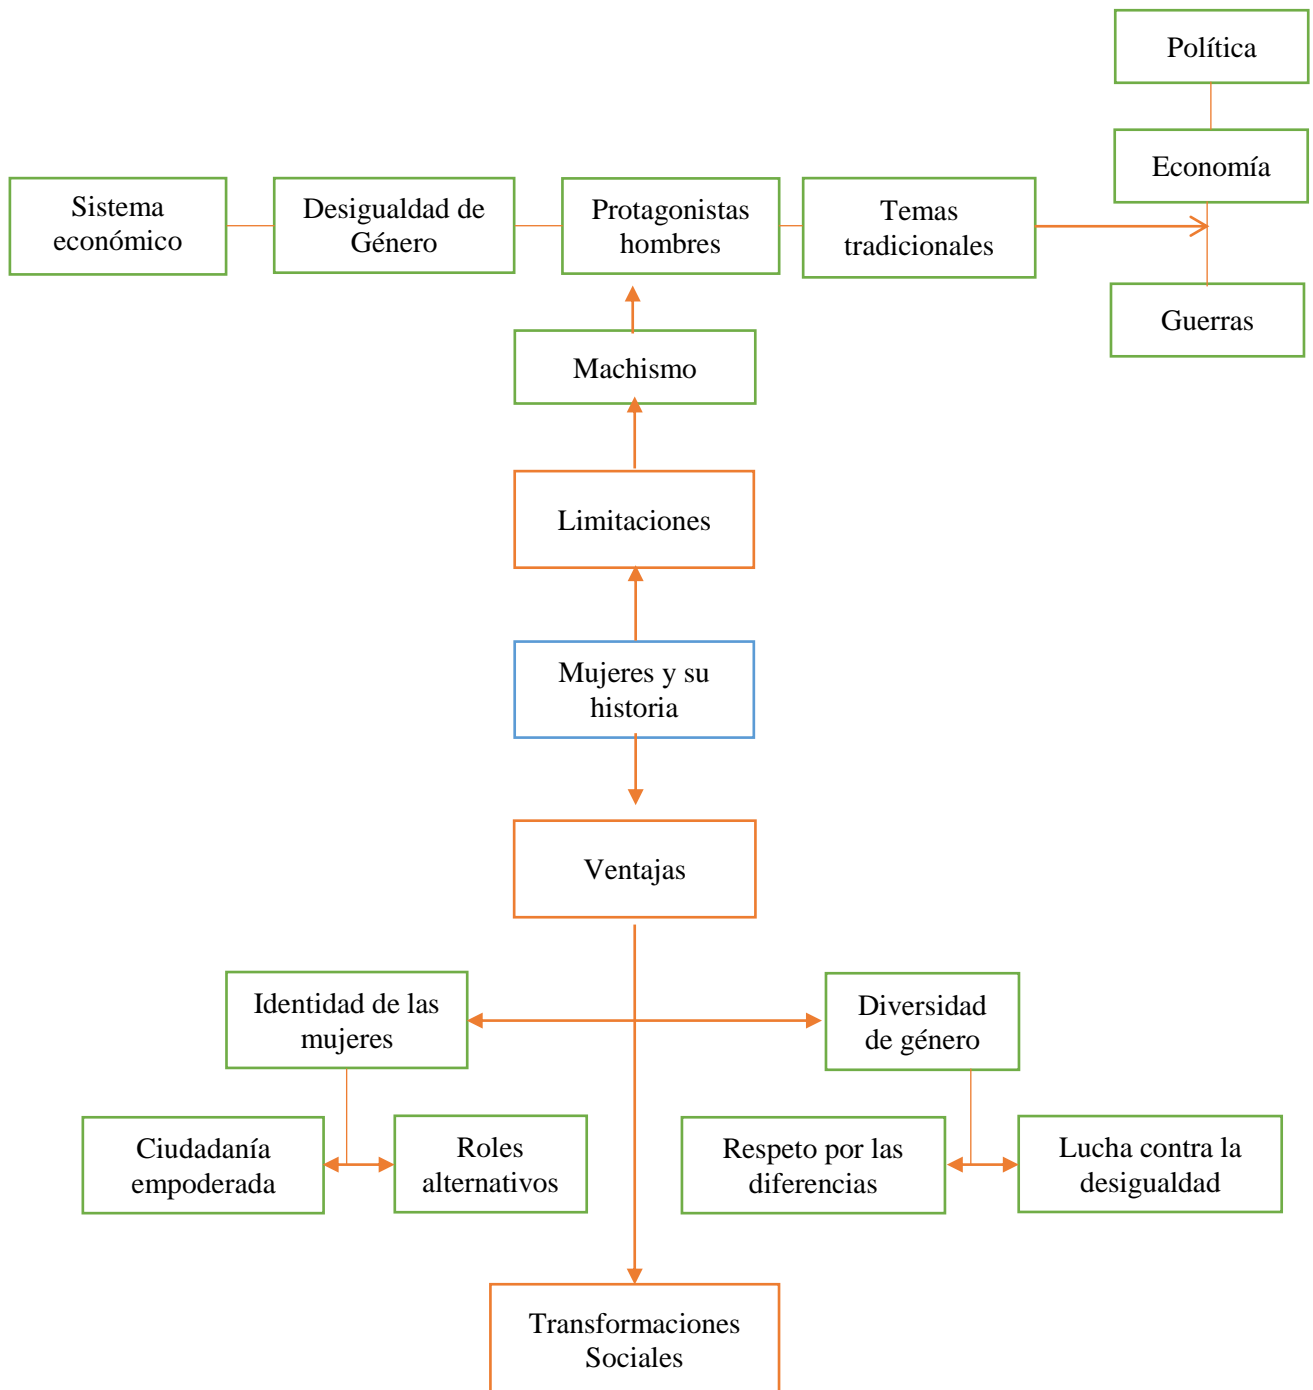 Política
Economía
Sistema
económico
Desigualdad de
Género
Protagonistas
hombres
Temas
tradicionales
Guerras
Machismo
Limitaciones
Mujeres y su
historia
Ventajas
Identidad de las
mujeres
Diversidad
de género
Ciudadanía
empoderada
Roles
alternativos
Respeto por las
diferencias
Lucha contra la
desigualdad
Transformaciones
Sociales